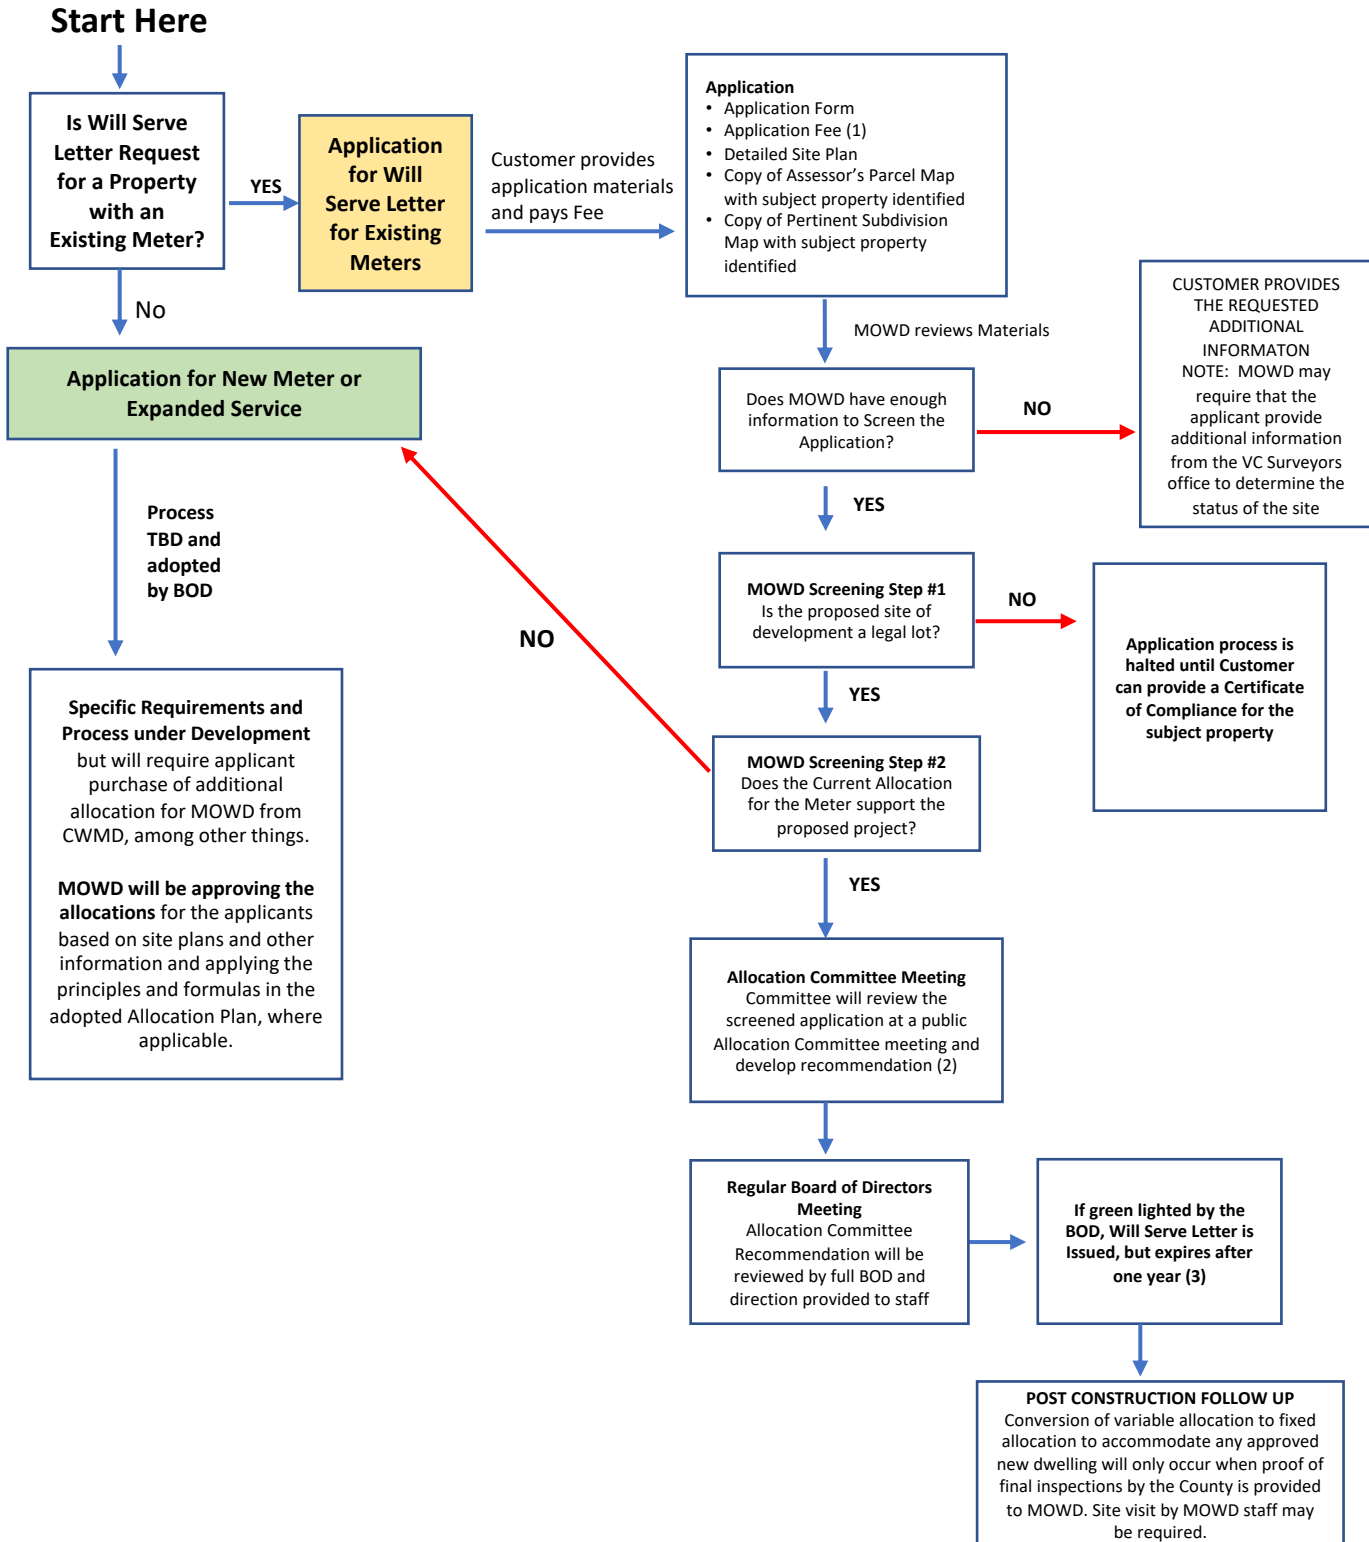 Start Here
Is Will Serve
Letter Request
for a Property
with an
Existing Meter?
YES
Application
for Will
Serve Letter
for Existing
Meters
Customer provides
application materials
and pays Fee
Application
• Application Form
• Application Fee (1)
• Detailed Site Plan
• Copy of Assessor’s Parcel Map
with subject property identified
• Copy of Pertinent Subdivision
Map with subject property
identified
No
MOWD reviews Materials
Application for New Meter or
Expanded Service
Does MOWD have enough
information to Screen the
Application?
NO
CUSTOMER PROVIDES
THE REQUESTED
ADDITIONAL
INFORMATON
NOTE: MOWD may
require that the
applicant provide
additional information
from the VC Surveyors
office to determine the
status of the site
YES
Process
TBD and
adopted
by BOD
MOWD Screening Step #1
Is the proposed site of
development a legal lot?
NO
Application process is
halted until Customer
can provide a Certificate
of Compliance for the
subject property
NO
YES
Specific Requirements and
Process under Development
but will require applicant
purchase of additional
allocation for MOWD from
CWMD, among other things.
MOWD will be approving the
allocations for the applicants
based on site plans and other
information and applying the
principles and formulas in the
adopted Allocation Plan, where
applicable.
MOWD Screening Step #2
Does the Current Allocation
for the Meter support the
proposed project?
YES
Allocation Committee Meeting
Committee will review the
screened application at a public
Allocation Committee meeting and
develop recommendation (2)
Regular Board of Directors
Meeting
Allocation Committee
Recommendation will be
reviewed by full BOD and
direction provided to staff
If green lighted by the
BOD, Will Serve Letter is
Issued, but expires after
one year (3)
POST CONSTRUCTION FOLLOW UP
Conversion of variable allocation to fixed
allocation to accommodate any approved
new dwelling will only occur when proof of
final inspections by the County is provided
to MOWD. Site visit by MOWD staff may
be required.